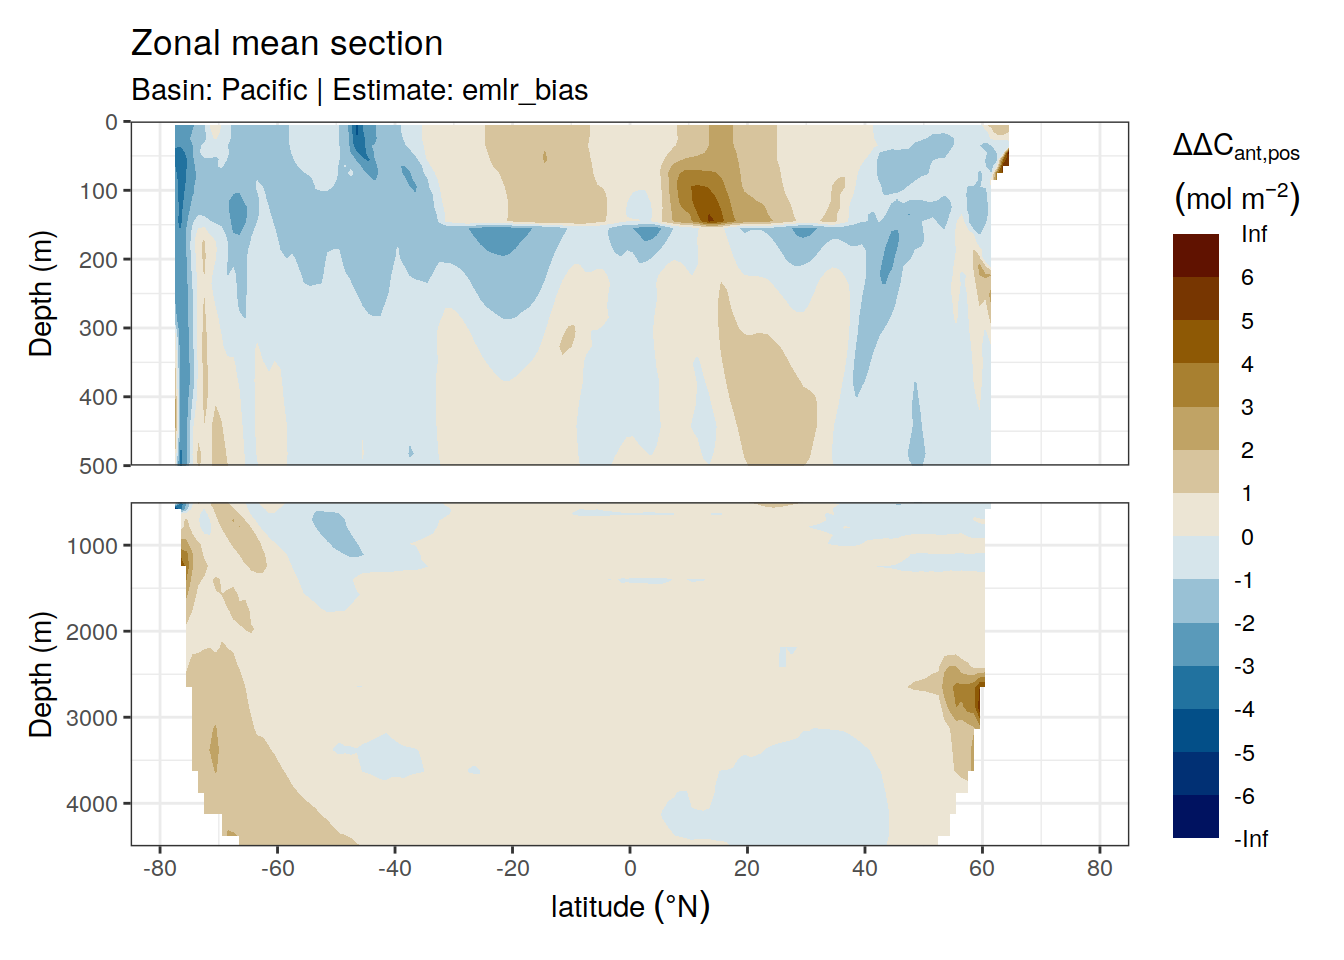 Zonal mean section
Basin: Pacific | Estimate: emlr_bias
0
100
200
300
400
500
Depth (m)
1000
2000
3000
4000
Depth (m)
-80 -60 -40 -20 0 20 40 60 80
latitude (°N)
ΔΔCant,pos
(mol m−2)
Inf
6
5
4
3
2
1
0
-1
-2
-3
-4
-5
-6
-Inf